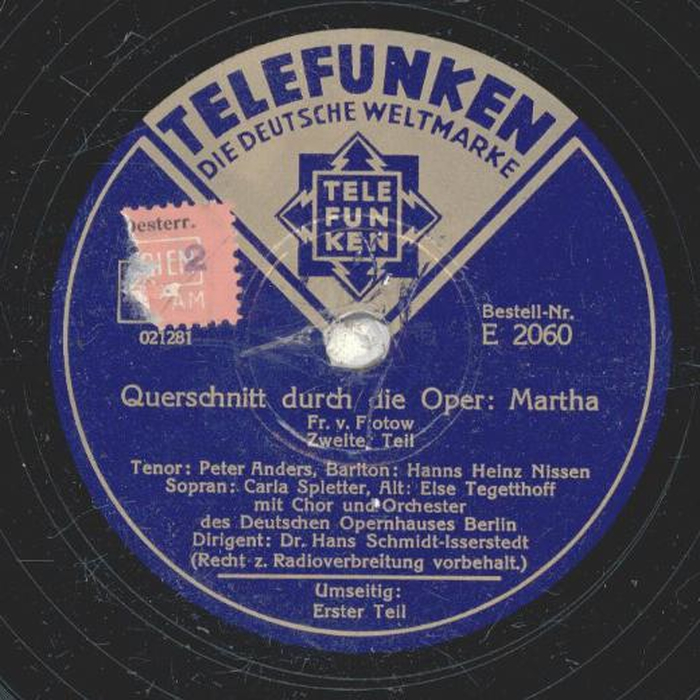 TELEFUNKEN
DIE DEUTSCHE WELTMARKE
TELE
FUN
KEN
esterr.
2
AM
021281
Bestell-Nr.
E 2060
Querschnitt durch die Oper: Martha
Fr. v. Flotow
Zweiter Teil
Tenor: Peter Anders, Bariton: Hanns Heinz Nissen
Sopran: Carla Spletter, Alt: Else Tegetthoff
mit Chor und Orchester
des Deutschen Opernhauses Berlin
Dirigent: Dr. Hans Schmidt-Isserstedt
(Recht z. Radioverbreitung vorbehalt.)
Umseitig:
Erster Teil